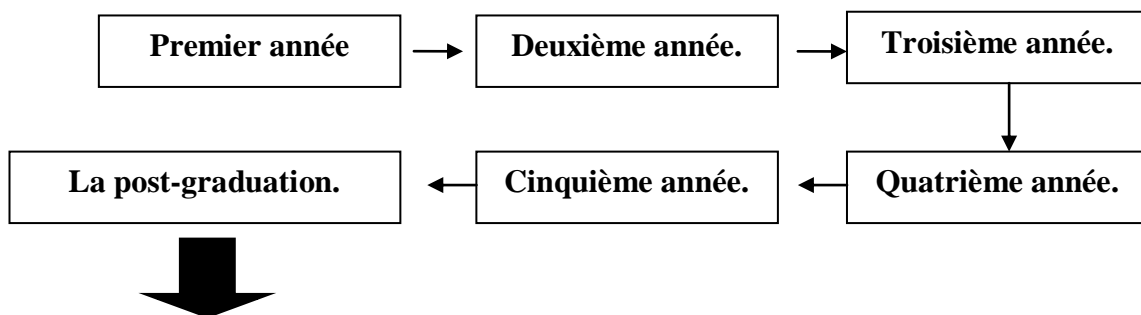 Premier année
Deuxième année.
Troisième année.
Quatrième année.
Cinquième année.
La post-graduation.